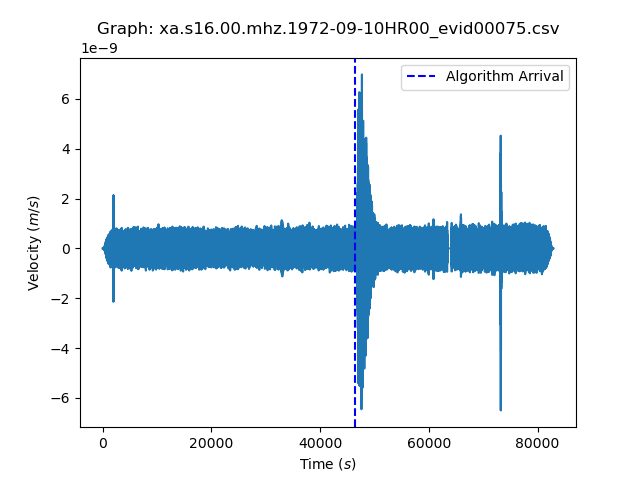 Graph: xa.s16.00.mhz.1972-09-10HR00_evid00075.csv
1e−9
Algorithm Arrival
6
4
2
0
−2
−4
−6
Velocity (m/s)
0 20000 40000 60000 80000
Time (s)